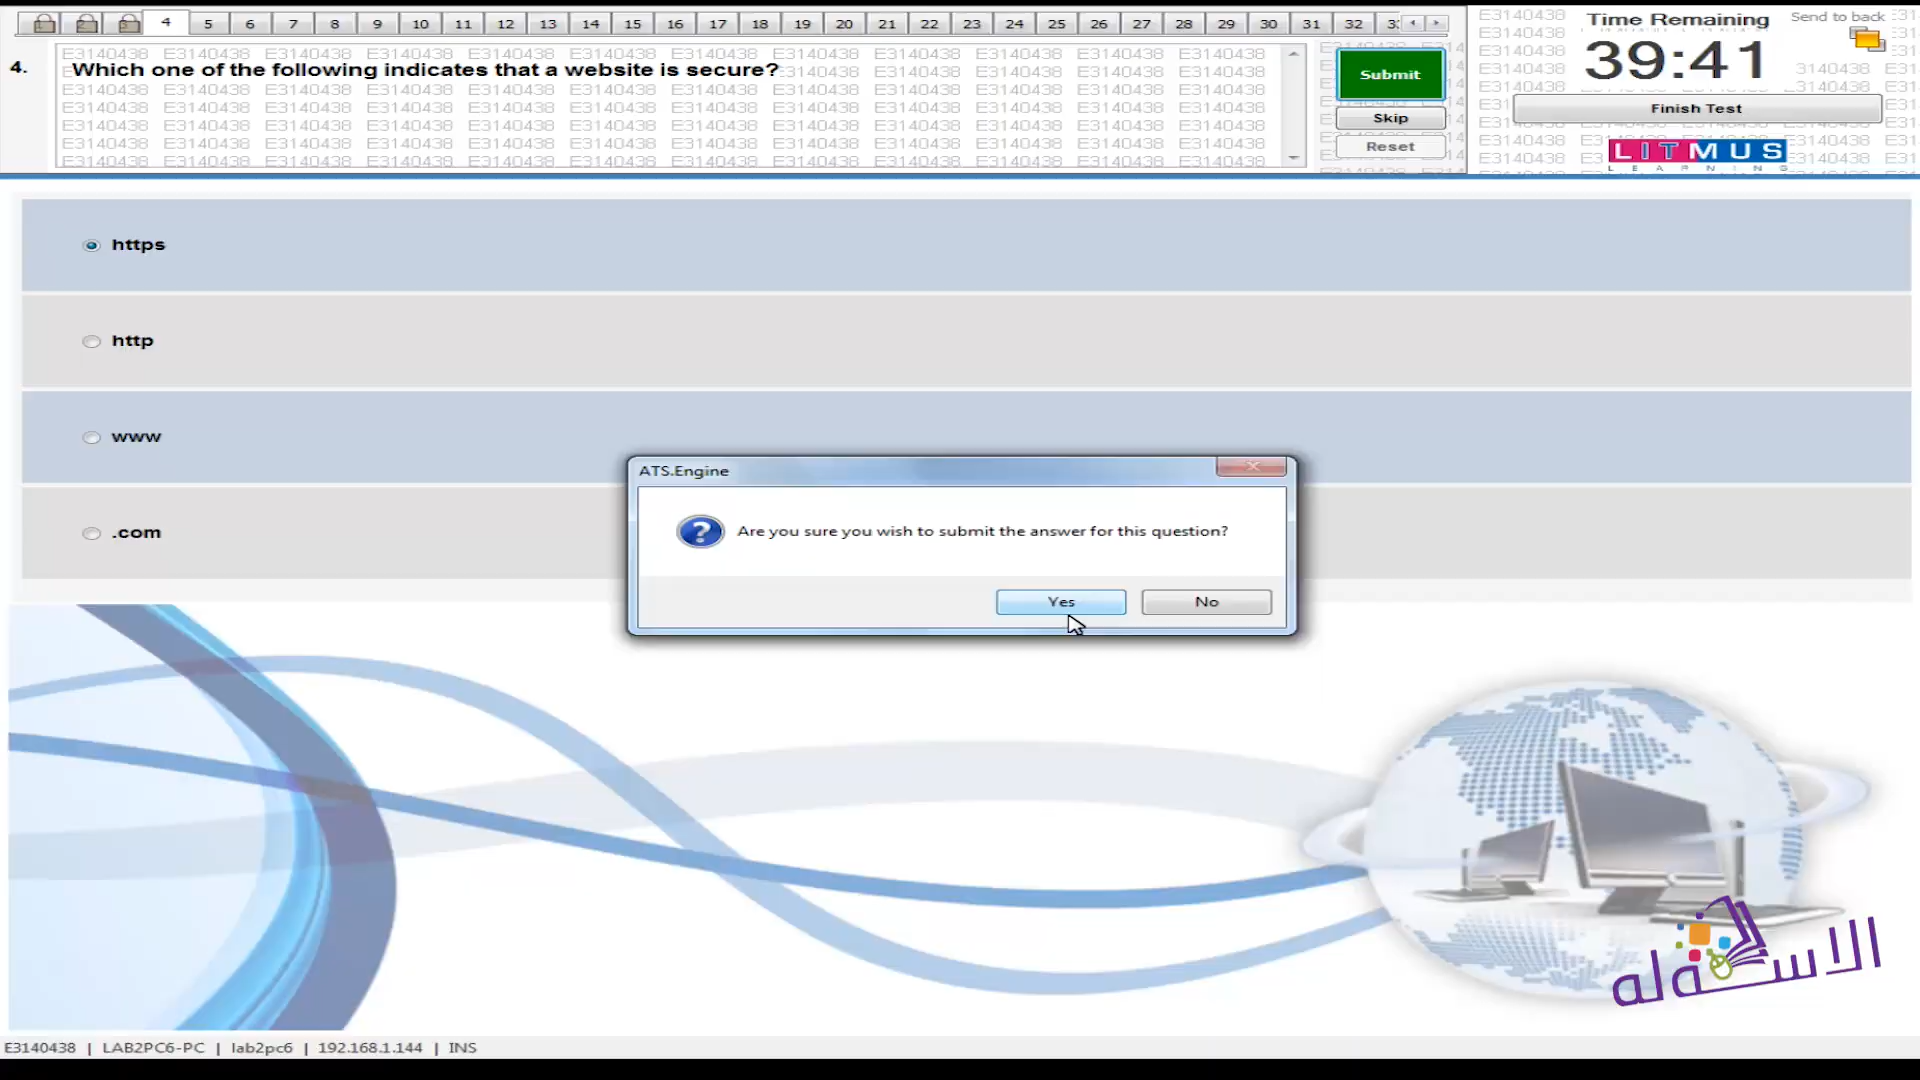 4 5 6 7 8 9 10 11 12 13 14 15 16 17 18 19 20 21 22 23 24 25 26 27 28 29 30 31 32
Time Remaining
Send to back
39:41
4. Which one of the following indicates that a website is secure?
Submit
Skip
Reset
Finish Test
LITMUS
LEARNING
https
http
www
.com
ATS.Engine
Are you sure you wish to submit the answer for this question?
Yes No
E3140438 | LAB2PC6-PC | lab2pc6 | 192.168.1.144 | INS